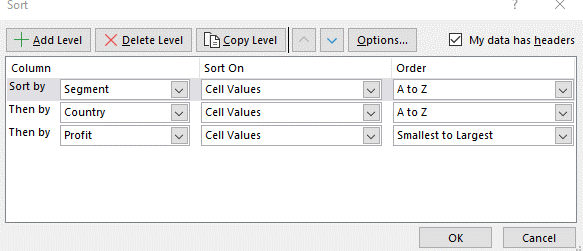 Sort ?
Add Level Delete Level Copy Level Options... My data has headers
Column Sort On Order
Sort by Segment Cell Values A to Z
Then by Country Cell Values A to Z
Then by Profit Cell Values Smallest to Largest
OK Cancel